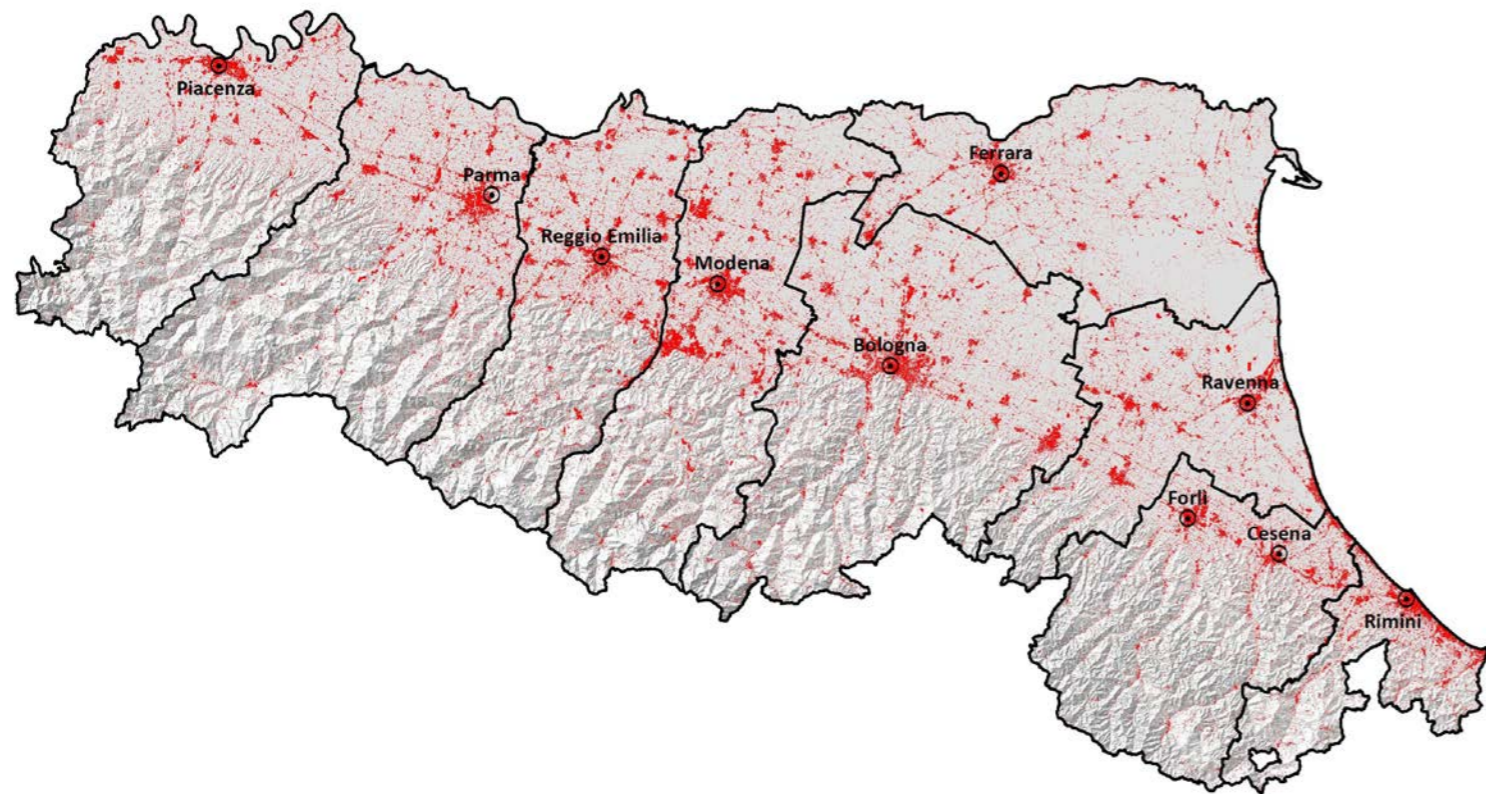 Piacenza
Parma
Ferrara
Reggio Emilia
Modena
Bologna
Ravenna
Forlì
Cesena
Rimini